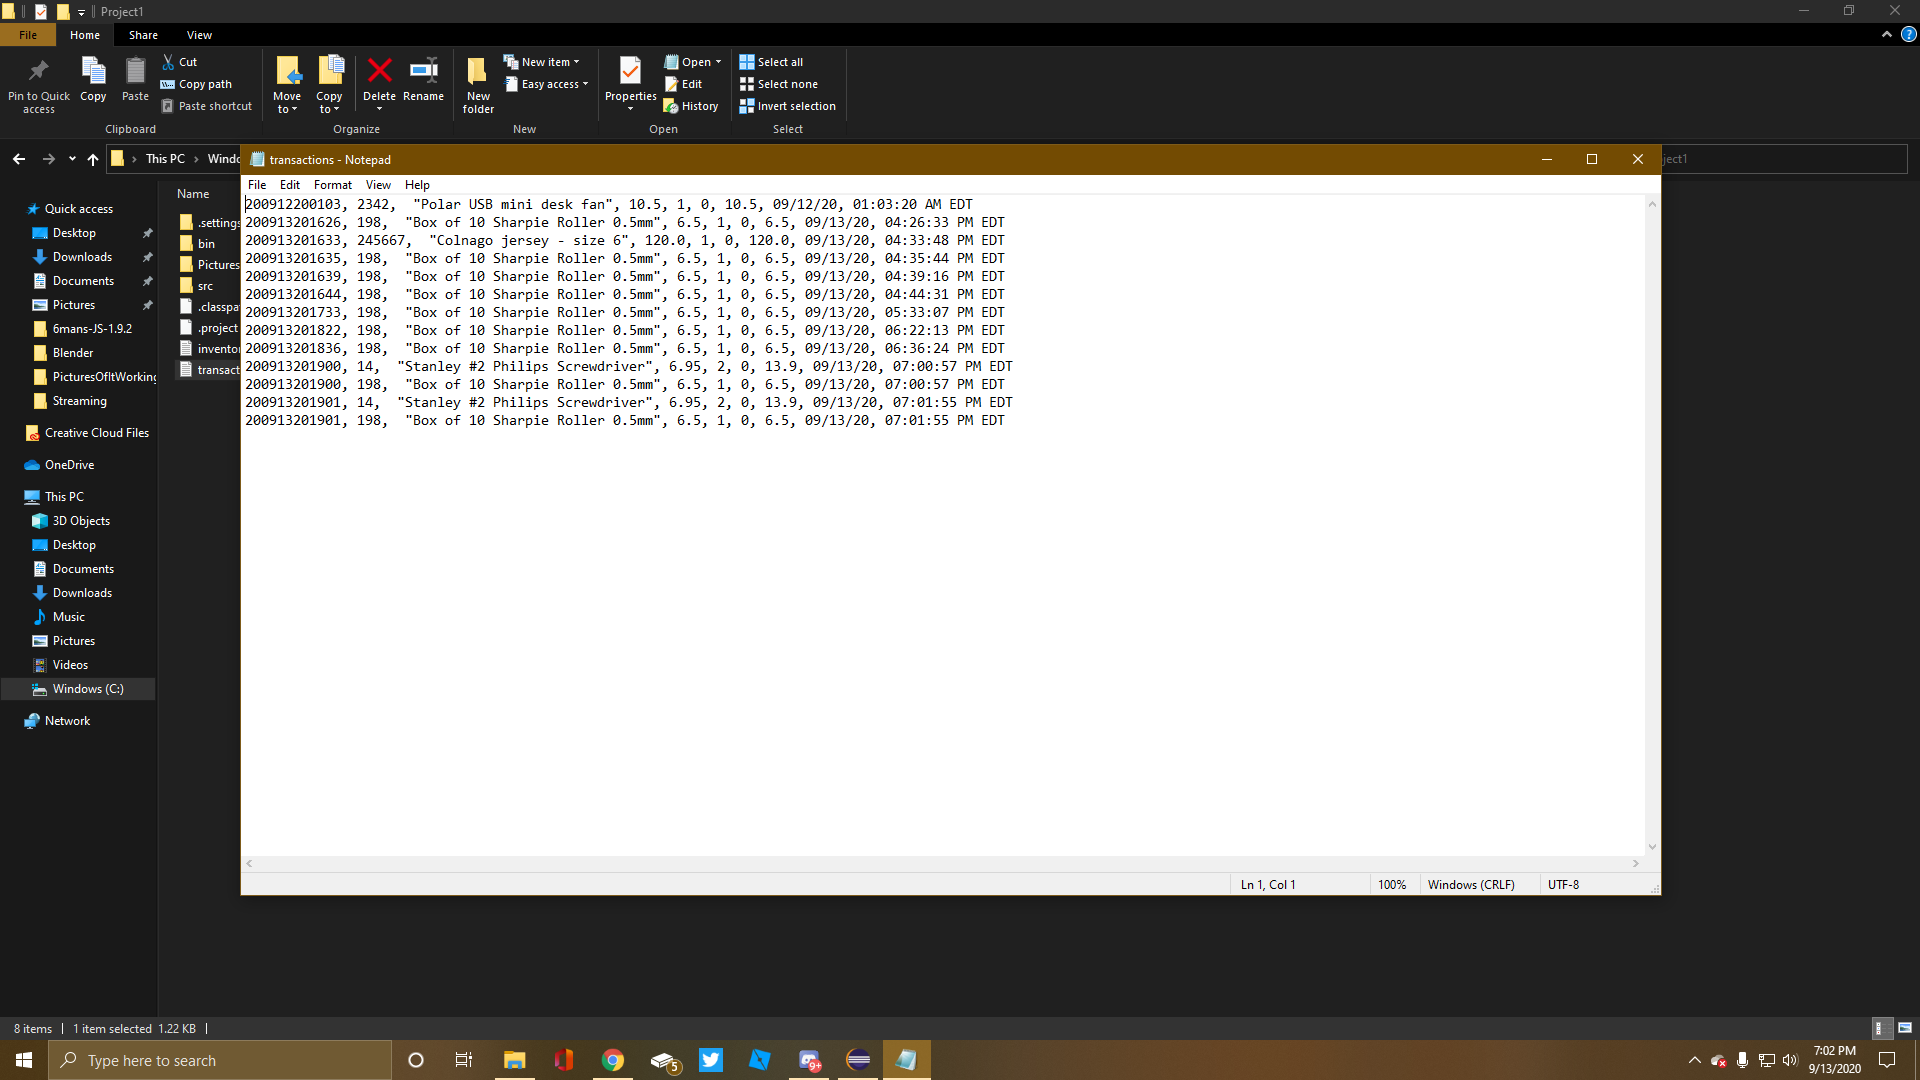 Project1
File Home Share View
Pin to Quick access
Copy
Paste
Cut
Copy path
Paste shortcut
Clipboard
Move to
Copy to
Delete
Rename
Organize
New folder
New item
Easy access
New
Properties
Open
Edit
History
Open
Select all
Select none
Invert selection
Select
This PC
transactions - Notepad
File Edit Format View Help
200912200103, 2342,  "Polar USB mini desk fan", 10.5, 1, 0, 10.5, 09/12/20, 01:03:20 AM EDT
200913201626, 198,  "Box of 10 Sharpie Roller 0.5mm", 6.5, 1, 0, 6.5, 09/13/20, 04:26:33 PM EDT
200913201633, 245667,  "Colnago jersey - size 6", 120.0, 1, 0, 120.0, 09/13/20, 04:33:48 PM EDT
200913201635, 198,  "Box of 10 Sharpie Roller 0.5mm", 6.5, 1, 0, 6.5, 09/13/20, 04:35:44 PM EDT
200913201639, 198,  "Box of 10 Sharpie Roller 0.5mm", 6.5, 1, 0, 6.5, 09/13/20, 04:39:16 PM EDT
200913201644, 198,  "Box of 10 Sharpie Roller 0.5mm", 6.5, 1, 0, 6.5, 09/13/20, 04:44:31 PM EDT
200913201733, 198,  "Box of 10 Sharpie Roller 0.5mm", 6.5, 1, 0, 6.5, 09/13/20, 05:33:07 PM EDT
200913201822, 198,  "Box of 10 Sharpie Roller 0.5mm", 6.5, 1, 0, 6.5, 09/13/20, 06:22:13 PM EDT
200913201836, 198,  "Box of 10 Sharpie Roller 0.5mm", 6.5, 1, 0, 6.5, 09/13/20, 06:36:24 PM EDT
200913201900, 14,  "Stanley #2 Philips Screwdriver", 6.95, 2, 0, 13.9, 09/13/20, 07:00:57 PM EDT
200913201900, 198,  "Box of 10 Sharpie Roller 0.5mm", 6.5, 1, 0, 6.5, 09/13/20, 07:00:57 PM EDT
200913201901, 14,  "Stanley #2 Philips Screwdriver", 6.95, 2, 0, 13.9, 09/13/20, 07:01:55 PM EDT
200913201901, 198,  "Box of 10 Sharpie Roller 0.5mm", 6.5, 1, 0, 6.5, 09/13/20, 07:01:55 PM EDT
Ln 1, Col 1
100%
Windows (CRLF)
UTF-8
Quick access
Desktop
Downloads
Documents
Pictures
6mans-JS-1.9.2
Blender
PicturesOfItWorking
Streaming
Creative Cloud Files
OneDrive
This PC
3D Objects
Desktop
Documents
Downloads
Music
Pictures
Videos
Windows (C:)
Network
Name
.settings
bin
Pictures
src
.classpa
.project
invento
transact
8 items
1 item selected 1.22 KB
Type here to search
5
9+
7:02 PM
9/13/2020